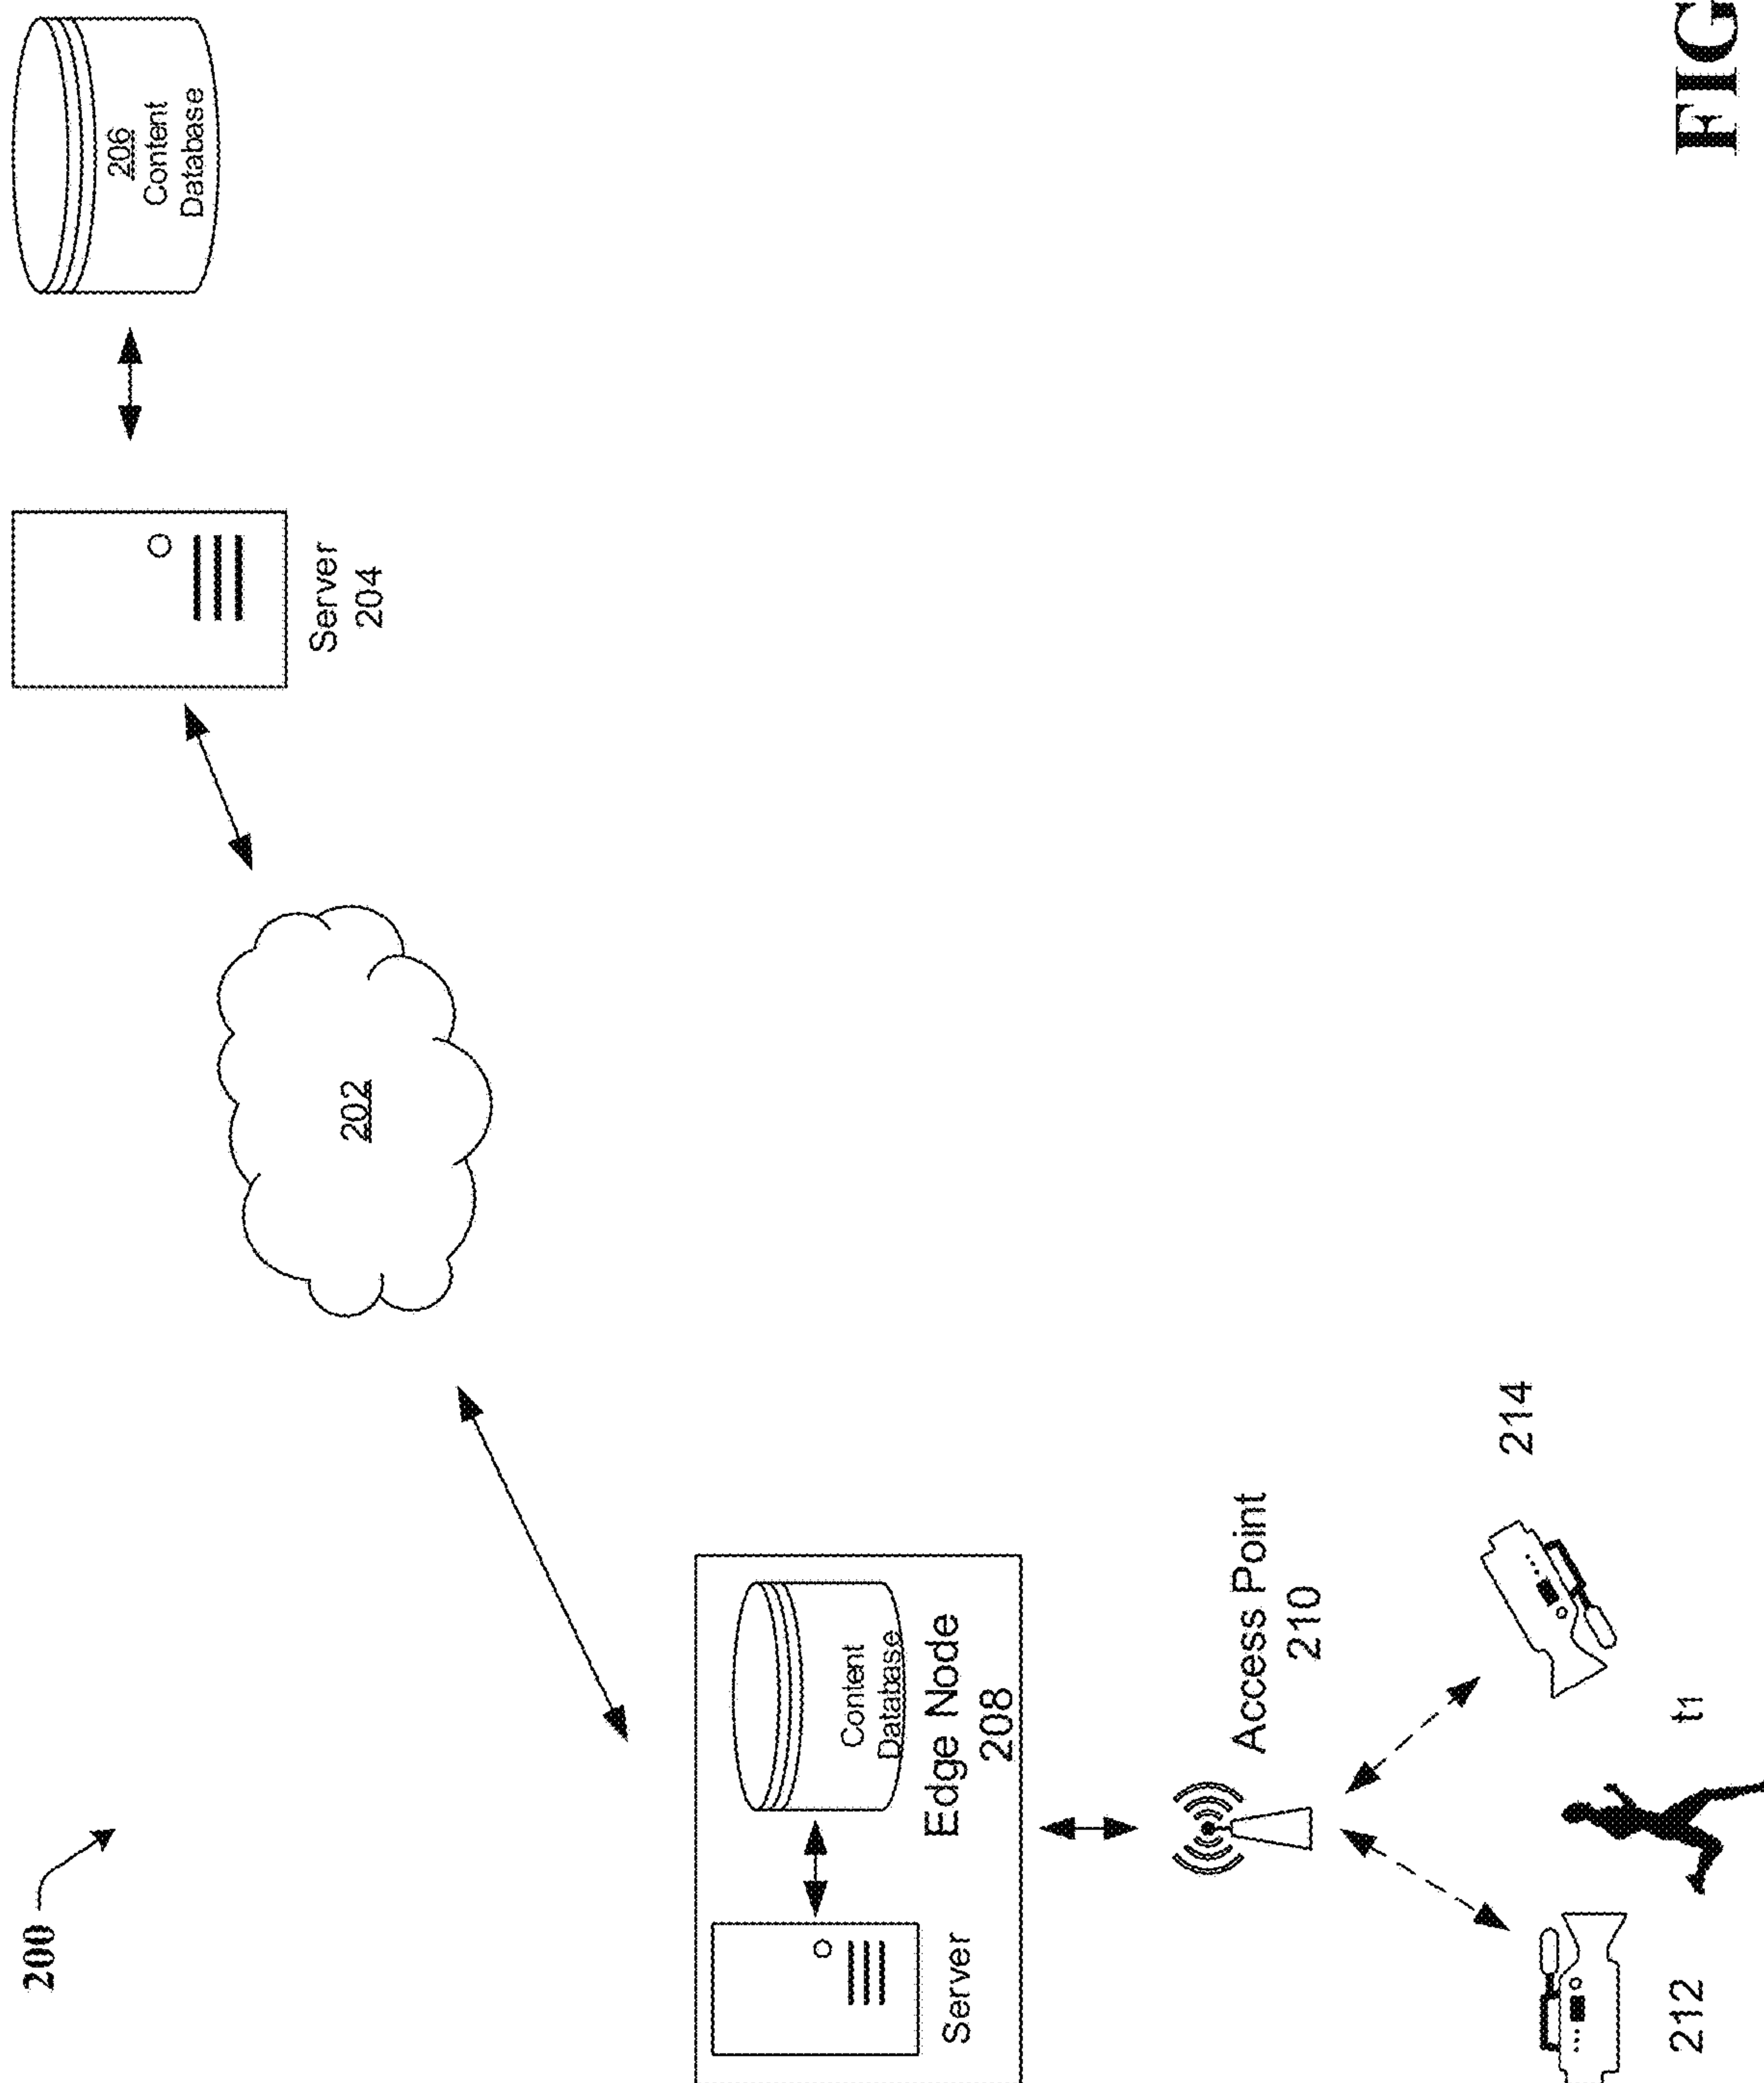 200
206
Content
Database
Server
204
202
Content
Database
Edge Node
208
Server
Access Point
210
214
t1
212
FIG